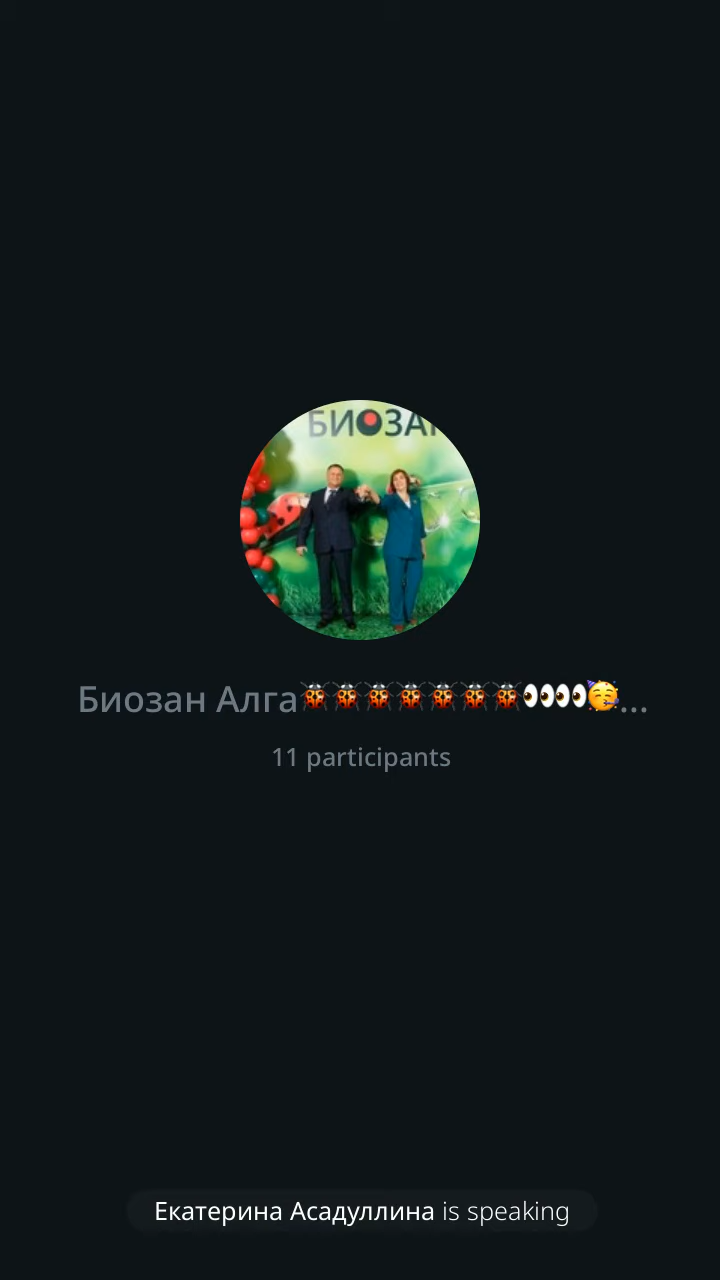 БИОЗАН
Биозан Алга🐞🐞🐞🐞🐞🐞🐞👀👀🥳...
11 participants
Екатерина Асадуллина is speaking